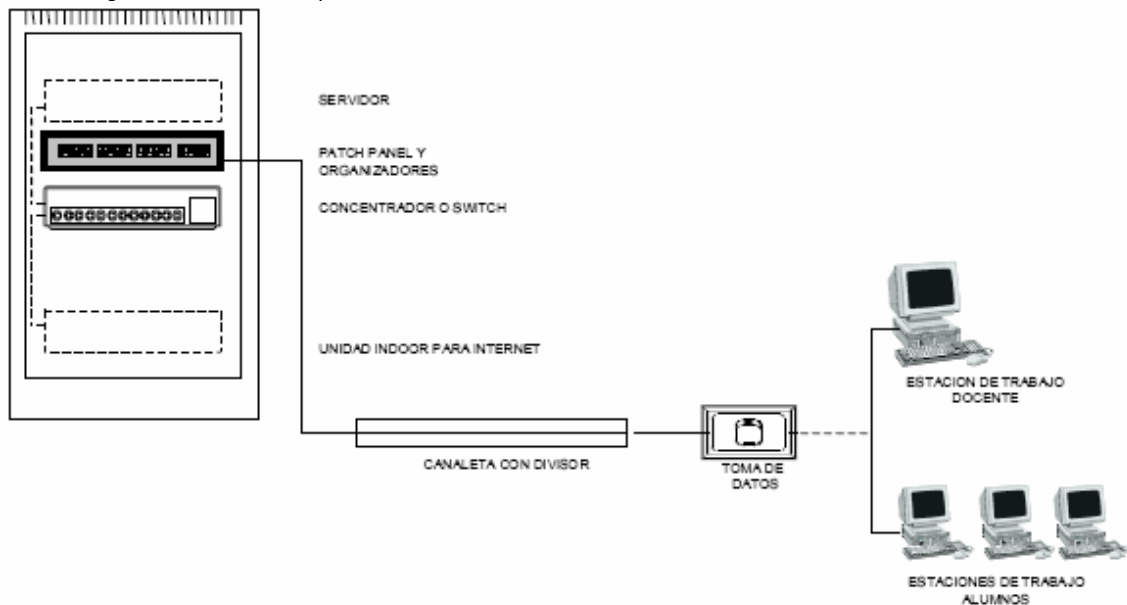 SERVIDOR
PATCH PANEL Y
ORGANIZADORES
CONCENTRADOR O SWITCH
UNIDAD INDOOR PARA INTERNET
ESTACION DE TRABAJO
DOCENTE
CANALETA CON DIVISOR
TOMA DE
DATOS
ESTACIONES DE TRABAJO
ALUMNOS